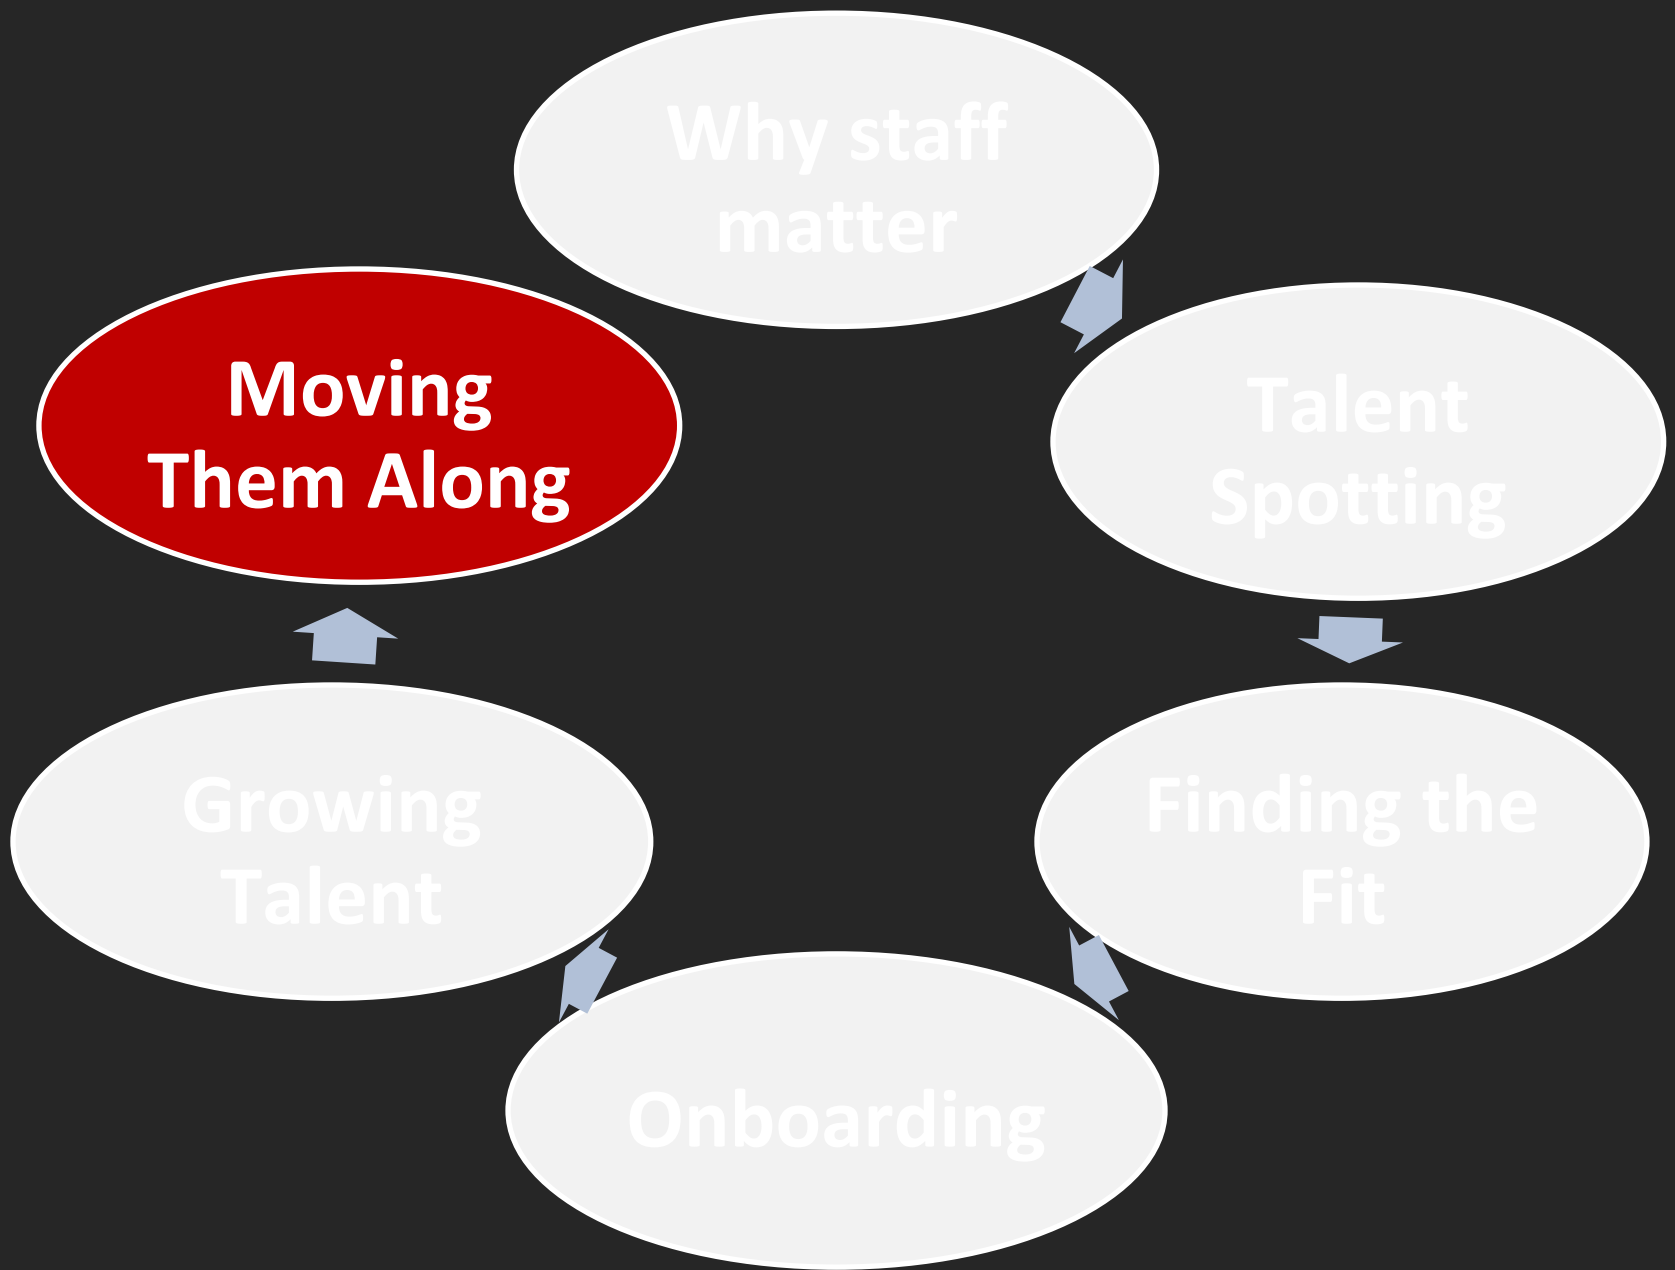 Why staff
matter
Talent
Spotting
Finding the
Fit
Onboarding
Growing
Talent
Moving
Them Along